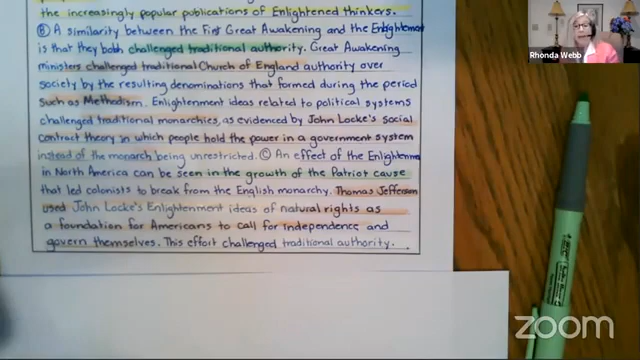 the increasingly popular publications of Enlightened thinkers.
Ⓑ A similarity between the First Great Awakening and the Enlightenment
is that they both challenged traditional authority. Great Awakening
ministers challenged traditional Church of England authority over
society by the resulting denominations that formed during the period
such as Methodism. Enlightenment ideas related to political systems
challenged traditional monarchies, as evidenced by John Locke's social
contract theory in which people hold the power in a government system
instead of the monarch being unrestricted. Ⓒ An effect of the Enlightenmen
in North America can be seen in the growth of the Patriot cause
that led colonists to break from the English monarchy. Thomas Jefferson
used John Locke's Enlightenment ideas of natural rights as
a foundation for Americans to call for independence and
govern themselves. This effort challenged traditional authority.
Rhonda Webb
zoom